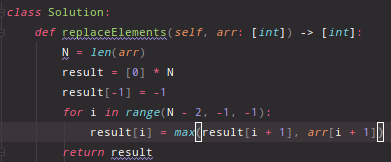 class Solution:
    def replaceElements(self, arr: [int]) -> [int]:
        N = len(arr)
        result = [0] * N
        result[-1] = -1
        for i in range(N - 2, -1, -1):
            result[i] = max(result[i + 1], arr[i + 1])
        return result